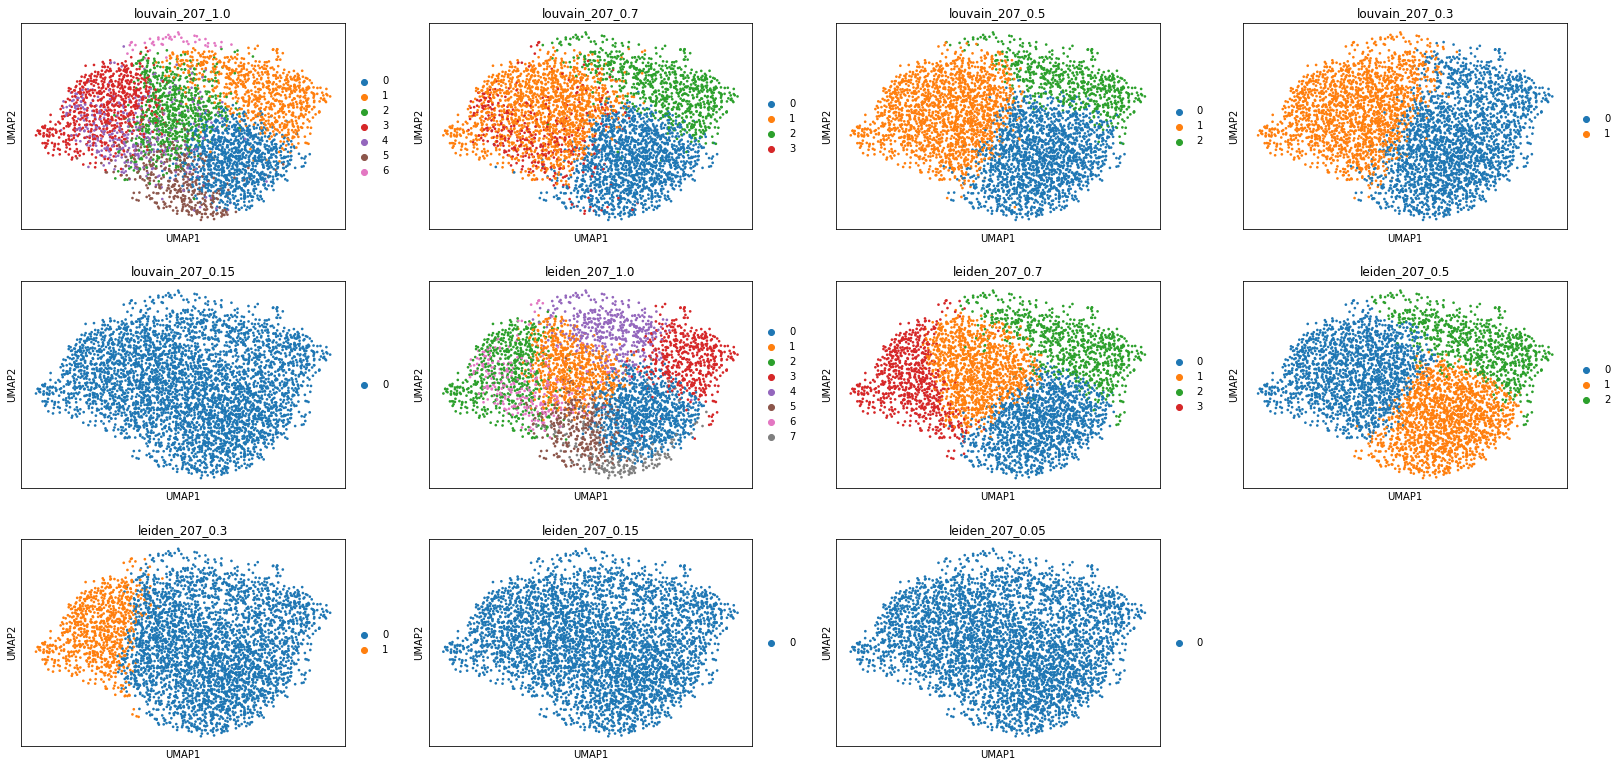 louvain_207_1.0
UMAP2
UMAP1
0
1
2
3
4
5
6
louvain_207_0.7
UMAP2
UMAP1
0
1
2
3
louvain_207_0.5
UMAP2
UMAP1
0
1
2
louvain_207_0.3
UMAP2
UMAP1
0
1
louvain_207_0.15
UMAP2
UMAP1
0
leiden_207_1.0
UMAP2
UMAP1
0
1
2
3
4
5
6
7
leiden_207_0.7
UMAP2
UMAP1
0
1
2
3
leiden_207_0.5
UMAP2
UMAP1
0
1
2
leiden_207_0.3
UMAP2
UMAP1
0
1
leiden_207_0.15
UMAP2
UMAP1
0
leiden_207_0.05
UMAP2
UMAP1
0